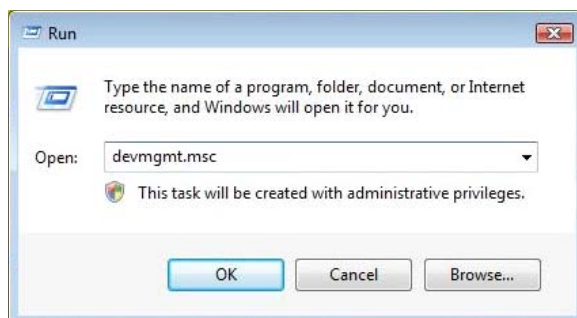 Run
Type the name of a program, folder, document, or Internet
resource, and Windows will open it for you.
Open: devmgmt.msc
This task will be created with administrative privileges.
OK Cancel Browse...